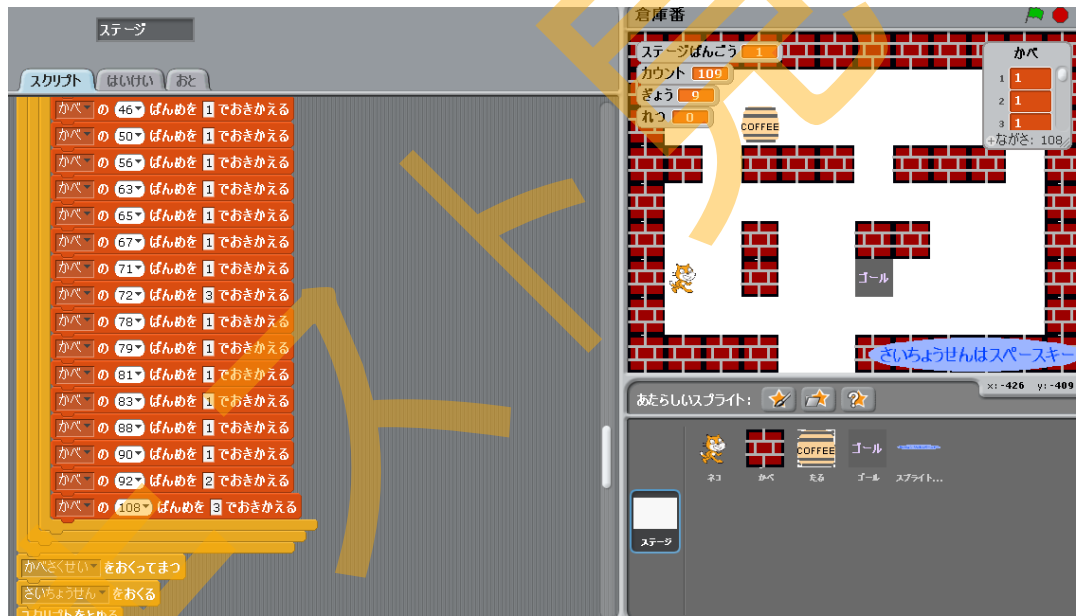 ステージ
スクリプト はいけい おと
かべ の 46 ばんめを 1 でおきかえる
かべ の 50 ばんめを 1 でおきかえる
かべ の 56 ばんめを 1 でおきかえる
かべ の 63 ばんめを 1 でおきかえる
かべ の 65 ばんめを 1 でおきかえる
かべ の 67 ばんめを 1 でおきかえる
かべ の 71 ばんめを 1 でおきかえる
かべ の 72 ばんめを 3 でおきかえる
かべ の 78 ばんめを 1 でおきかえる
かべ の 79 ばんめを 1 でおきかえる
かべ の 81 ばんめを 1 でおきかえる
かべ の 83 ばんめを 1 でおきかえる
かべ の 88 ばんめを 1 でおきかえる
かべ の 90 ばんめを 1 でおきかえる
かべ の 92 ばんめを 2 でおきかえる
かべ の 108 ばんめを 3 でおきかえる
かべさくせい をおくってまつ
さいちょうせん をおくる
スクリプトをとめる
倉庫番
ステージばんごう 1
カウント 109
ぎょう 9
れつ 0
かべ
1 1
2 1
3 1
+ながさ: 108
COFFEE
ゴール
さいちょうせんはスペースキー
x: -426 y: -409
あたらしいスプライト:
COFFEE ゴール
ネコ かべ たる ゴール スプライト...
ステージ